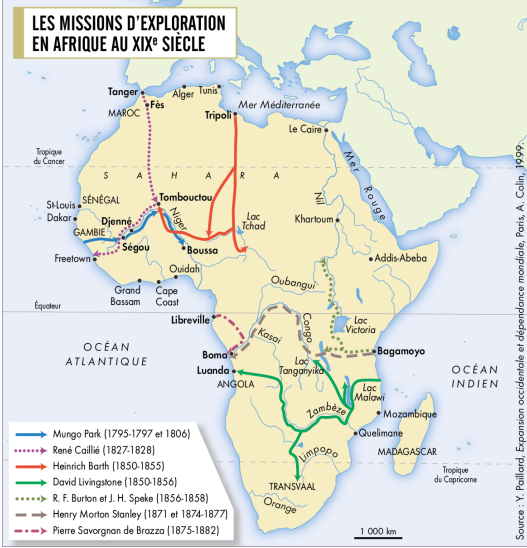 LES MISSIONS D'EXPLORATION
EN AFRIQUE AU XIXe SIÈCLE
Tanger
Alger
Tunis
Fès
MAROC
Tripoli
Mer Méditerranée
Le Caire
Tropique
du Cancer
Mer Rouge
S A H A R A
Nil
St-Louis
SÉNÉGAL
Tombouctou
Dakar
Djenné
Niger
Lac
Tchad
Khartoum
GAMBIE
Ségou
Boussa
Addis-Abeba
Freetown
Ouidah
Oubangui
Grand
Bassam
Cape
Coast
Équateur
Libreville
Congo
Lac
Victoria
Kasai
OCÉAN
ATLANTIQUE
Boma
Lac
Tanganyika
Bagamoyo
Luanda
ANGOLA
OCÉAN
INDIEN
Lac
Malawi
Zambèze
Mozambique
Quelimane
MADAGASCAR
Limpopo
Tropique
du Capricorne
TRANSVAAL
Orange
1 000 km
Mungo Park (1795-1797 et 1806)
René Caillié (1827-1828)
Heinrich Barth (1850-1855)
David Livingstone (1850-1856)
R. F. Burton et J. H. Speke (1856-1858)
Henry Morton Stanley (1871 et 1874-1877)
Pierre Savorgnan de Brazza (1875-1882)
Source : Y. Paillard, Expansion occidentale et dépendance mondiale, Paris, A. Colin, 1999.